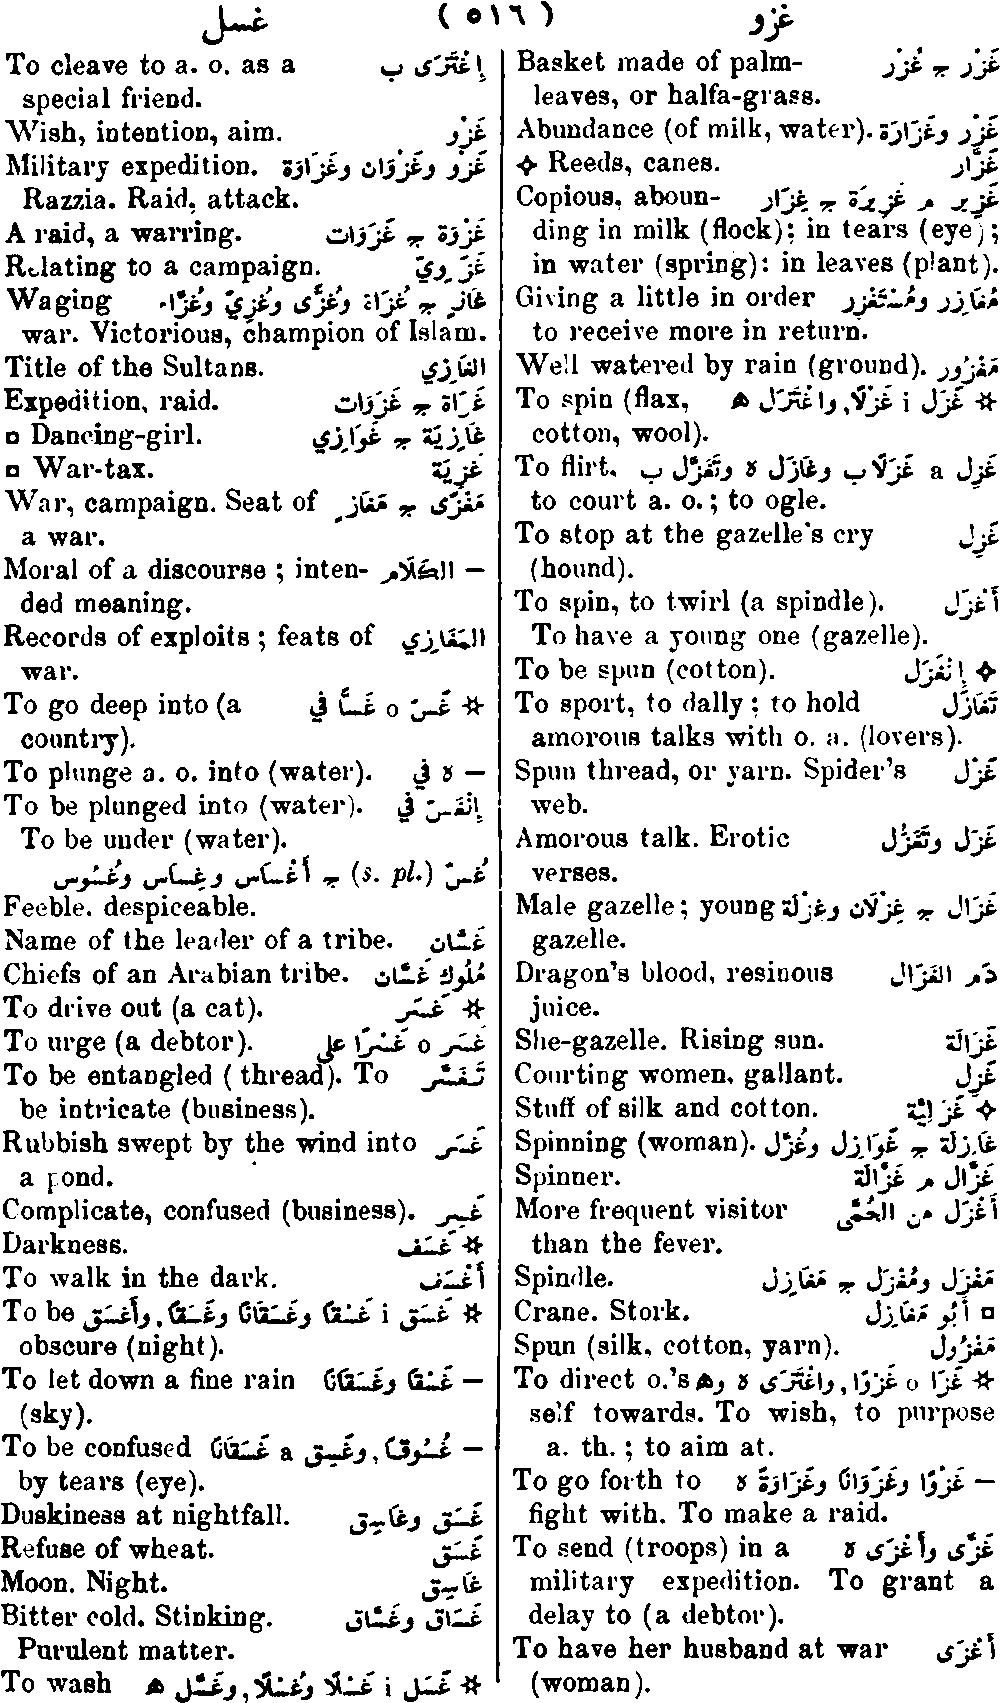 غزو ( ٥١٦ ) غسل
Basket made of palm- غَزْر ج غُزْر
leaves, or halfa-grass.
Abundance (of milk, water). غَزْر وغَزَارَة
✧ Reeds, canes. غَزَّار
Copious, aboun- غَزِير م غَزِيرَة ج غِزَار
ding in milk (flock); in tears (eye);
in water (spring); in leaves (plant).
Giving a little in order مُغَازِر ومُسْتَغْزِر
to receive more in return.
Well watered by rain (ground). مَغْزُور
To spin (flax, ☆ غَزَل i غَزْلًا, واغْتَزَل ه
cotton, wool).
To flirt, غَزِل a غَزَلًا ب وغَازَل ة وتَغَزَّل ب
to court a. o.; to ogle.
To stop at the gazelle's cry غَزِل
(hound).
To spin, to twirl (a spindle). أَغْزَل
To have a young one (gazelle).
To be spun (cotton). ✧ إِنْغَزَل
To sport, to dally; to hold تَغَازَل
amorous talks with o. a. (lovers).
Spun thread, or yarn. Spider's غَزْل
web.
Amorous talk. Erotic غَزَل وتَغَزُّل
verses.
Male gazelle; young غَزَال ج غِزْلَان وغِزْلَة
gazelle.
Dragon's blood, resinous دَم الغَزَال
juice.
She-gazelle. Rising sun. غَزَالَة
Courting women, gallant. غَزِل
Stuff of silk and cotton. ✧ غَزْلِيَّة
Spinning (woman). غَازِلَة ج غَوَازِل وغُزَّل
Spinner. غَزَّال م غَزَّالَة
More frequent visitor أَغْزَل من الحُمَّى
than the fever.
Spindle. مَغْزَل ومُغْزَل ج مَغَازِل
Crane. Stork. ▫ أَبُو مَغَازِل
Spun (silk, cotton, yarn). مَغْزُول
To direct o.'s ☆ غَزَا o غَزْوًا, واغْتَزَى ة وه
self towards. To wish, to purpose
a. th.; to aim at.
To go forth to – غَزْوًا وغَزَوَانًا وغَزَاوَةً ة
fight with. To make a raid.
To send (troops) in a غَزَّى وأَغْزَى ة
military expedition. To grant a
delay to (a debtor).
To have her husband at war أَغْزَى
(woman).
To cleave to a. o. as a إِغْتَزَى ب
special friend.
Wish, intention, aim. غَزْو
Military expedition. غَزْو وغَزَوَان وغَزَاوَة
Razzia. Raid, attack.
A raid, a warring. غَزْوَة ج غَزَوَات
Relating to a campaign. غَزَوِيّ
Waging غَازٍ ج غُزَاة وغُزًّى وغُزِيّ وغُزَّاء
war. Victorious, champion of Islam.
Title of the Sultans. الغَازِي
Expedition, raid. غَزَاة ج غَزَوَات
▫ Dancing-girl. غَازِيَة ج غَوَازِي
▫ War-tax. غَزِيَّة
War, campaign. Seat of مَغْزًى ج مَغَازٍ
a war.
Moral of a discourse; inten- – الكَلَام
ded meaning.
Records of exploits; feats of المَغَازِي
war.
To go deep into (a ☆ غَسّ o غَسًّا في
country).
To plunge a. o. into (water). – ة في
To be plunged into (water). إِنْغَسّ في
To be under (water).
غُسّ (s. pl.) ج أَغْسَاس وغِسَاس وغُسُوس
Feeble. despiceable.
Name of the leader of a tribe. غَسَّان
Chiefs of an Arabian tribe. مُلُوك غَسَّان
To drive out (a cat). ☆ غَسَّر
To urge (a debtor). غَسَر o غَسْرًا على
To be entangled (thread). To تَغَسَّر
be intricate (business).
Rubbish swept by the wind into غَسَر
a pond.
Complicate, confused (business). غَسِر
Darkness. ☆ غَسَف
To walk in the dark. أَغْسَف
To be ☆ غَسَق i غَسْقًا وغَسَقَانًا وغَسَقًا, وأَغْسَق
obscure (night).
To let down a fine rain – غَسْقًا وغَسَقَانًا
(sky).
To be confused – غُسُوقًا, وغَسِق a غَسَقَانًا
by tears (eye).
Duskiness at nightfall. غَسَق وغَاسِق
Refuse of wheat. غَسَق
Moon. Night. غَاسِق
Bitter cold. Stinking. غَسَاق وغَسَّاق
Purulent matter.
To wash ☆ غَسَل i غَسْلًا وغُسْلًا, وغَسَّل ه